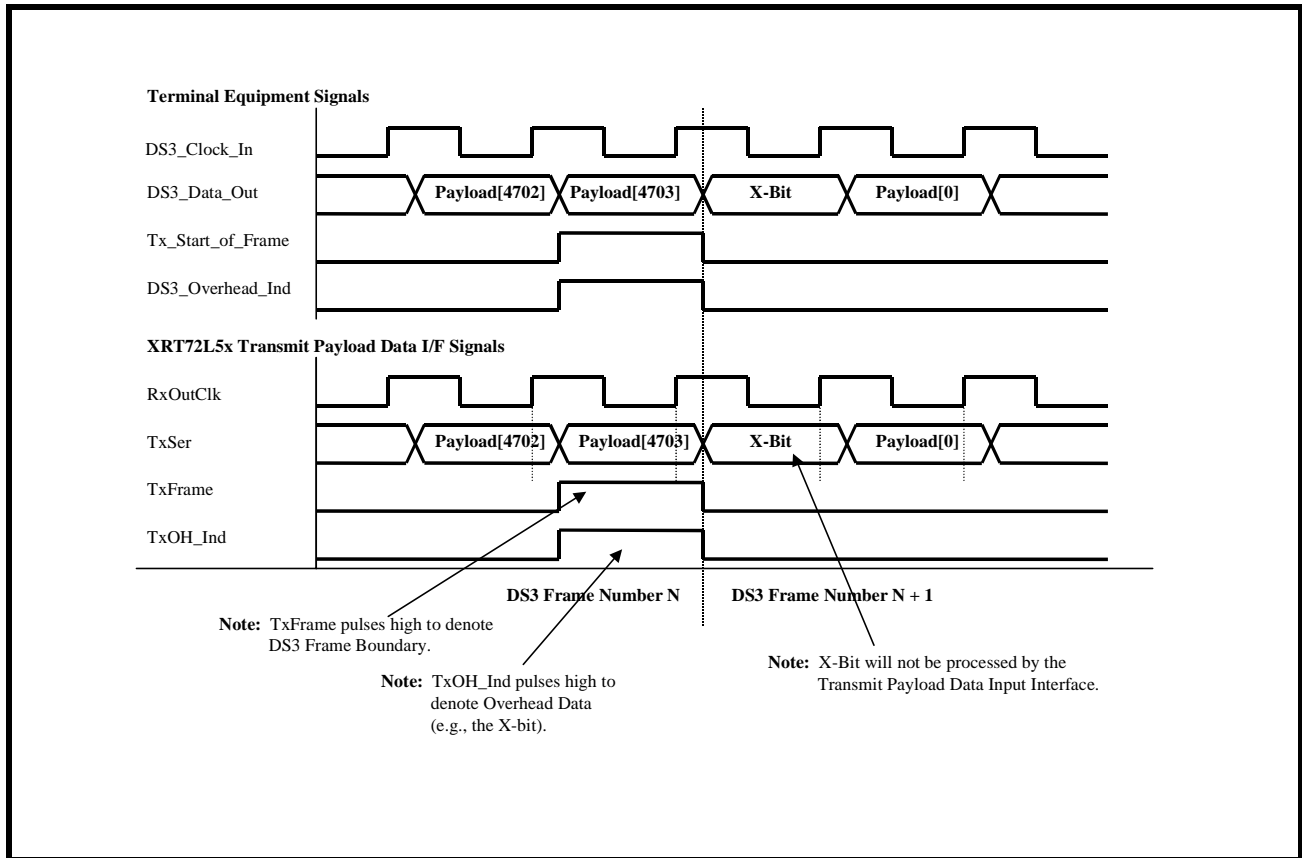 Terminal Equipment Signals
DS3_Clock_In
DS3_Data_Out
Payload[4702] Payload[4703] X-Bit Payload[0]
Tx_Start_of_Frame
DS3_Overhead_Ind
XRT72L5x Transmit Payload Data I/F Signals
RxOutClk
TxSer
Payload[4702] Payload[4703] X-Bit Payload[0]
TxFrame
TxOH_Ind
DS3 Frame Number N DS3 Frame Number N + 1
Note: TxFrame pulses high to denote
DS3 Frame Boundary.
Note: TxOH_Ind pulses high to
denote Overhead Data
(e.g., the X-bit).
Note: X-Bit will not be processed by the
Transmit Payload Data Input Interface.